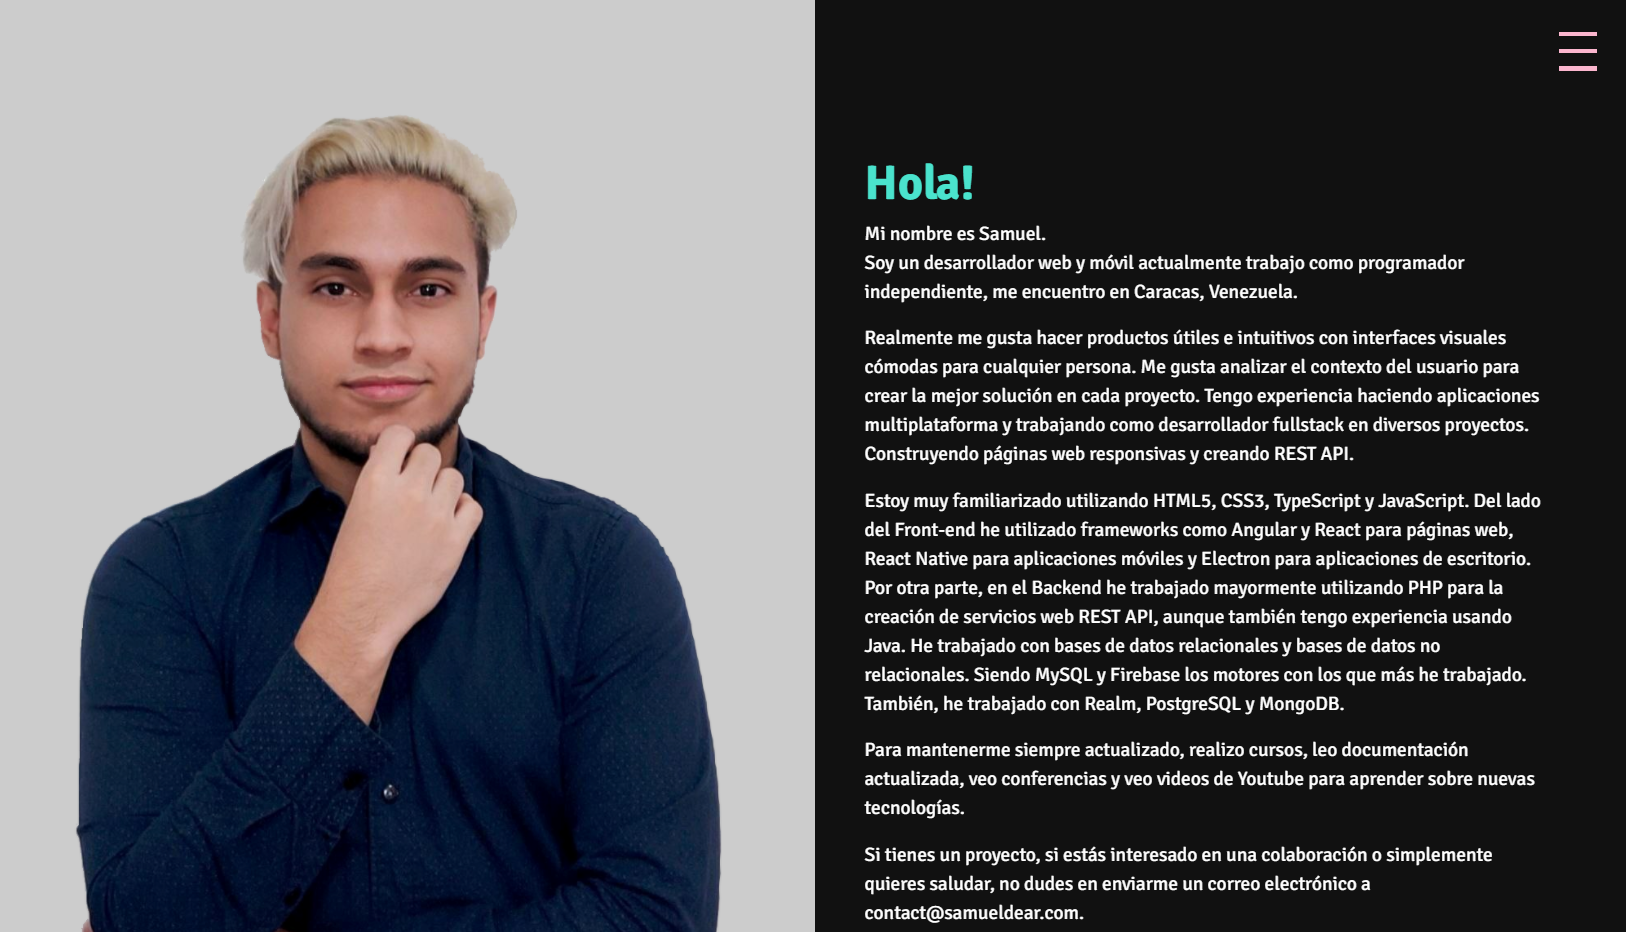 Hola!
Mi nombre es Samuel.
Soy un desarrollador web y móvil actualmente trabajo como programador
independiente, me encuentro en Caracas, Venezuela.
Realmente me gusta hacer productos útiles e intuitivos con interfaces visuales
cómodas para cualquier persona. Me gusta analizar el contexto del usuario para
crear la mejor solución en cada proyecto. Tengo experiencia haciendo aplicaciones
multiplataforma y trabajando como desarrollador fullstack en diversos proyectos.
Construyendo páginas web responsivas y creando REST API.
Estoy muy familiarizado utilizando HTML5, CSS3, TypeScript y JavaScript. Del lado
del Front-end he utilizado frameworks como Angular y React para páginas web,
React Native para aplicaciones móviles y Electron para aplicaciones de escritorio.
Por otra parte, en el Backend he trabajado mayormente utilizando PHP para la
creación de servicios web REST API, aunque también tengo experiencia usando
Java. He trabajado con bases de datos relacionales y bases de datos no
relacionales. Siendo MySQL y Firebase los motores con los que más he trabajado.
También, he trabajado con Realm, PostgreSQL y MongoDB.
Para mantenerme siempre actualizado, realizo cursos, leo documentación
actualizada, veo conferencias y veo videos de Youtube para aprender sobre nuevas
tecnologías.
Si tienes un proyecto, si estás interesado en una colaboración o simplemente
quieres saludar, no dudes en enviarme un correo electrónico a
contact@samueldear.com.